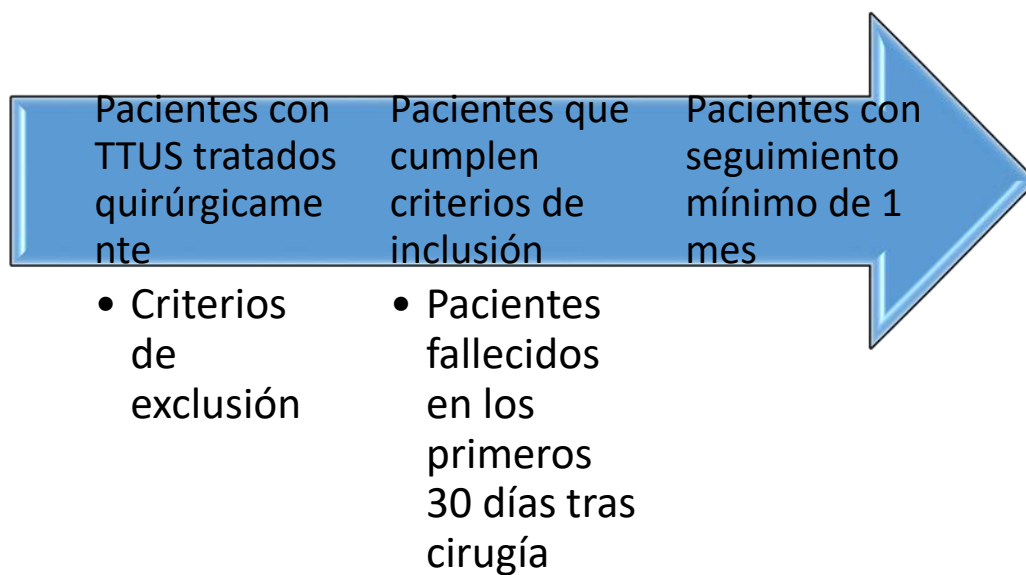 Pacientes con
TTUS tratados
quirúrgicame
nte
• Criterios
de
exclusión
Pacientes que
cumplen
criterios de
inclusión
• Pacientes
fallecidos
en los
primeros
30 días tras
cirugía
Pacientes con
seguimiento
mínimo de 1
mes